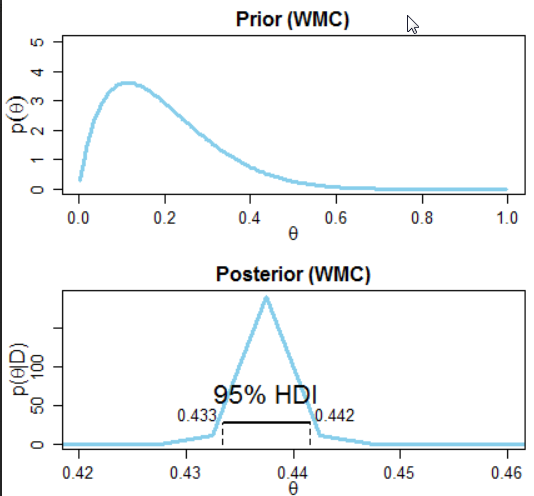 Prior (WMC)
p(θ)
5
4
3
2
1
0
0.0 0.2 0.4 0.6 0.8 1.0
θ
Posterior (WMC)
p(θ|D)
100
50
0
95% HDI
0.433 0.442
0.42 0.43 0.44 0.45 0.46
θ